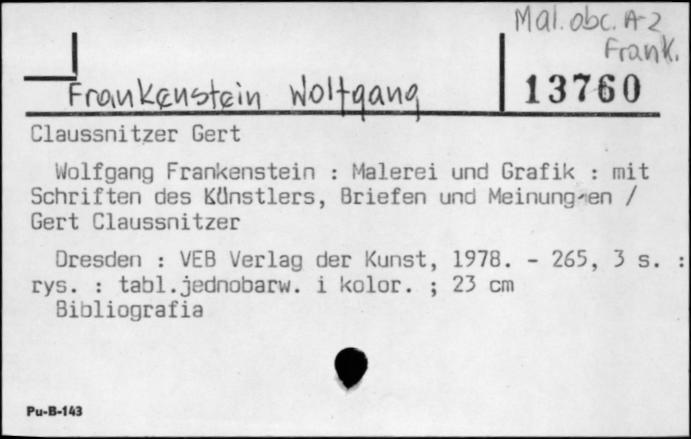 Mal. obc. A-2
Frank.
Frankenstein Wolfgang
13760
Claussnitzer Gert
Wolfgang Frankenstein : Malerei und Grafik : mit
Schriften des Künstlers, Briefen und Meinungen /
Gert Claussnitzer
Dresden : VEB Verlag der Kunst, 1978. - 265, 3 s. :
rys. : tabl.jednobarw. i kolor. ; 23 cm
Bibliografia
Pu-B-143